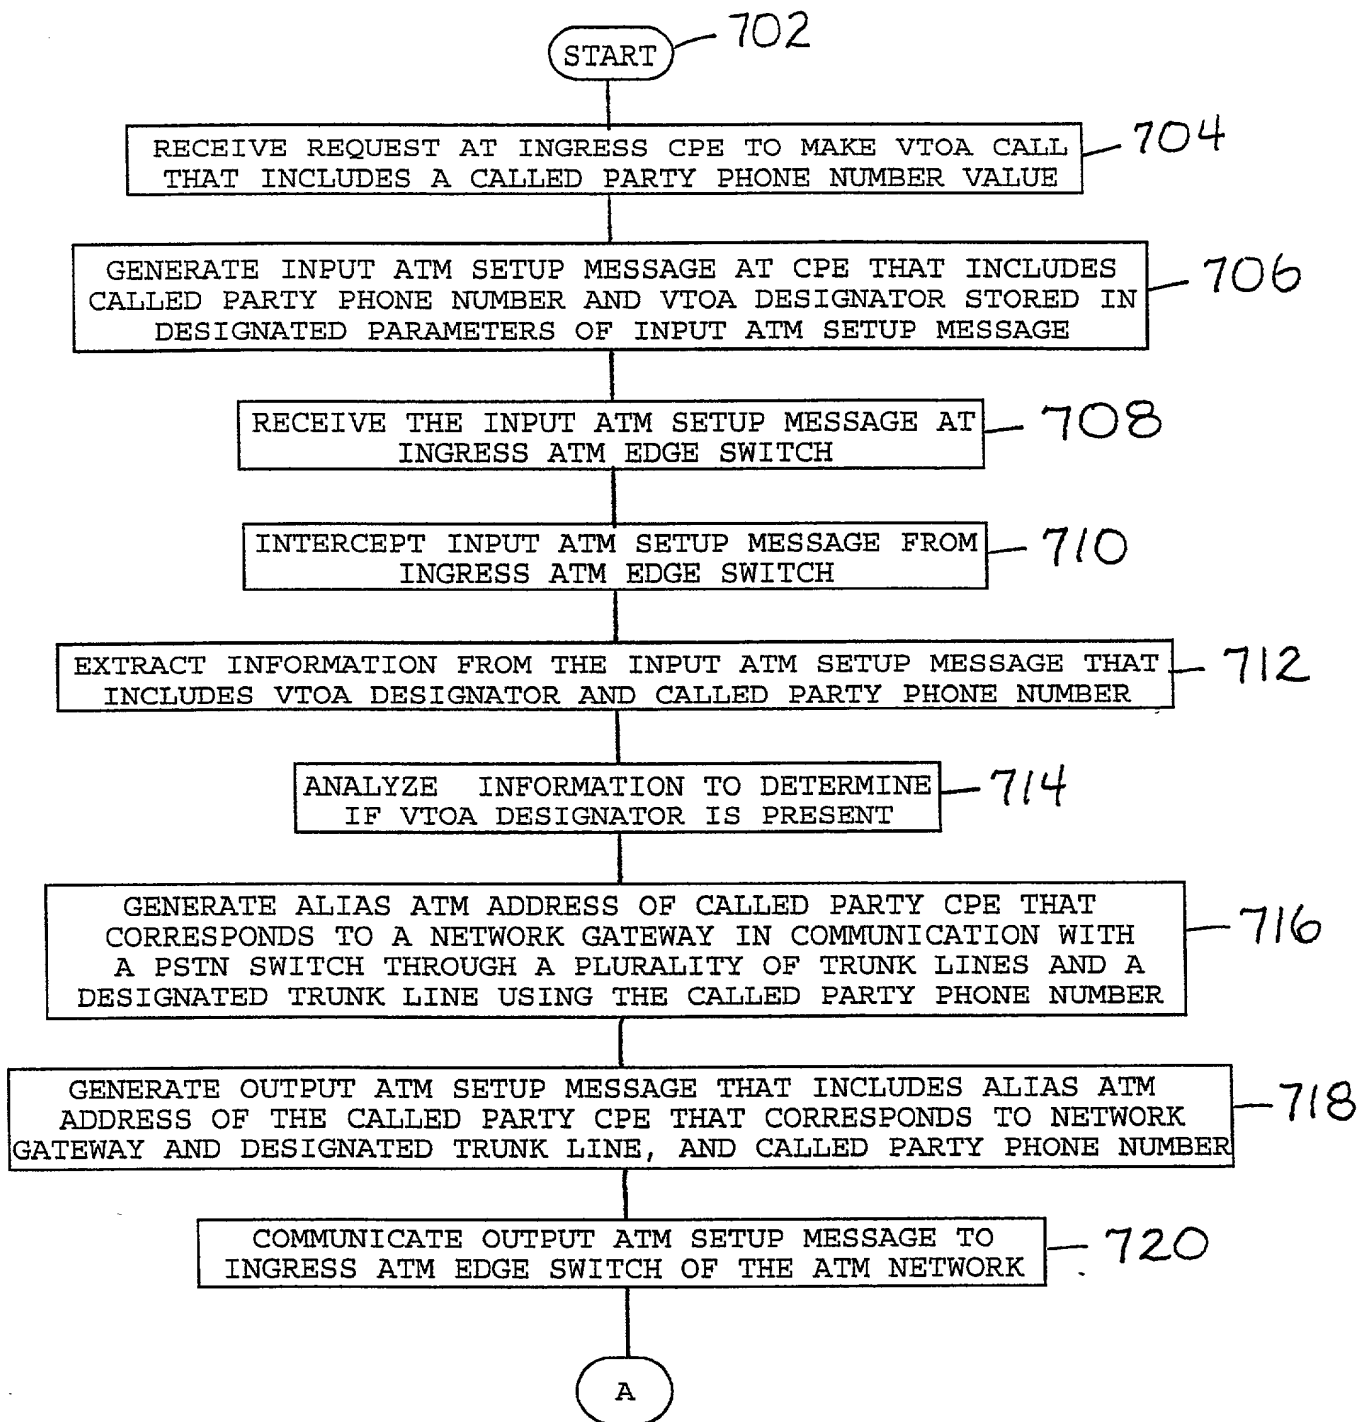 START
702
RECEIVE REQUEST AT INGRESS CPE TO MAKE VTOA CALL
THAT INCLUDES A CALLED PARTY PHONE NUMBER VALUE
704
GENERATE INPUT ATM SETUP MESSAGE AT CPE THAT INCLUDES
CALLED PARTY PHONE NUMBER AND VTOA DESIGNATOR STORED IN
DESIGNATED PARAMETERS OF INPUT ATM SETUP MESSAGE
706
RECEIVE THE INPUT ATM SETUP MESSAGE AT
INGRESS ATM EDGE SWITCH
708
INTERCEPT INPUT ATM SETUP MESSAGE FROM
INGRESS ATM EDGE SWITCH
710
EXTRACT INFORMATION FROM THE INPUT ATM SETUP MESSAGE THAT
INCLUDES VTOA DESIGNATOR AND CALLED PARTY PHONE NUMBER
712
ANALYZE INFORMATION TO DETERMINE
IF VTOA DESIGNATOR IS PRESENT
714
GENERATE ALIAS ATM ADDRESS OF CALLED PARTY CPE THAT
CORRESPONDS TO A NETWORK GATEWAY IN COMMUNICATION WITH
A PSTN SWITCH THROUGH A PLURALITY OF TRUNK LINES AND A
DESIGNATED TRUNK LINE USING THE CALLED PARTY PHONE NUMBER
716
GENERATE OUTPUT ATM SETUP MESSAGE THAT INCLUDES ALIAS ATM
ADDRESS OF THE CALLED PARTY CPE THAT CORRESPONDS TO NETWORK
GATEWAY AND DESIGNATED TRUNK LINE, AND CALLED PARTY PHONE NUMBER
718
COMMUNICATE OUTPUT ATM SETUP MESSAGE TO
INGRESS ATM EDGE SWITCH OF THE ATM NETWORK
720
A